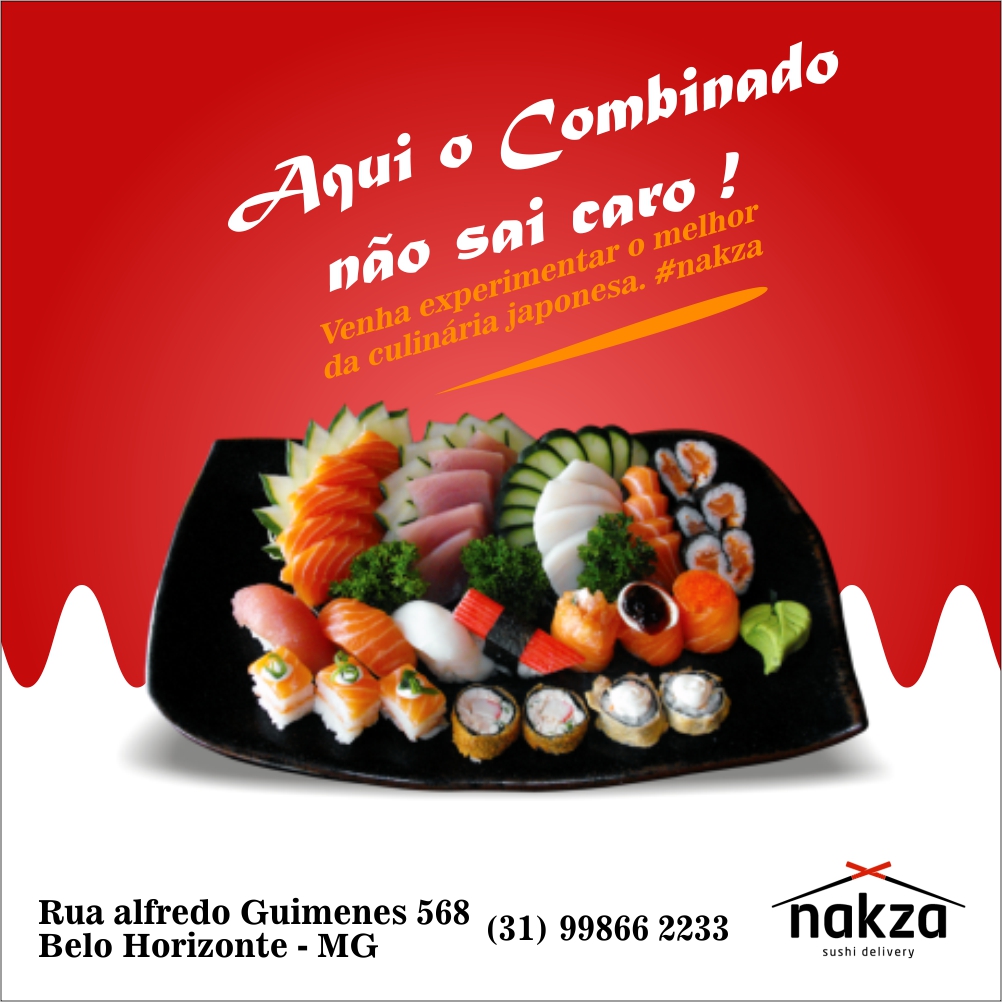 Aqui o Combinado
não sai caro !
Venha experimentar o melhor
da culinária japonesa. #nakza
Rua alfredo Guimenes 568
Belo Horizonte - MG
(31) 99866 2233
nakza
sushi delivery